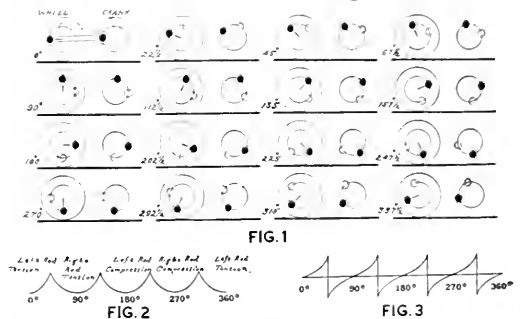 WHEEL CRANK
0° 22½° 45° 67½°
90° 112½° 135° 157½°
180 202½° 225 247½
270 292½ 315 337½°
FIG.1
Left Rod Right Left Rod Right Rod Left Rod
Tension Rod Compression Compression Tension,
Tension
0° 90° 180° 270° 360°
FIG. 2
0° 90° 180° 270° 360°
FIG. 3